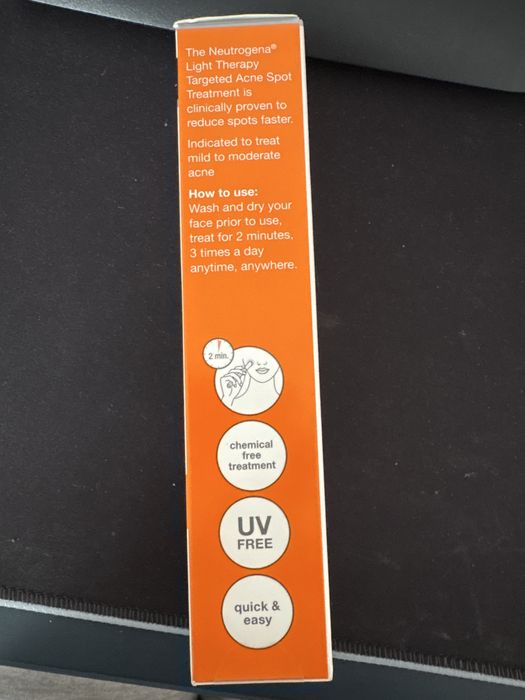 The Neutrogena®
Light Therapy
Targeted Acne Spot
Treatment is
clinically proven to
reduce spots faster.
Indicated to treat
mild to moderate
acne
How to use:
Wash and dry your
face prior to use,
treat for 2 minutes,
3 times a day
anytime, anywhere.
2 min.
chemical
free
treatment
UV
FREE
quick &
easy